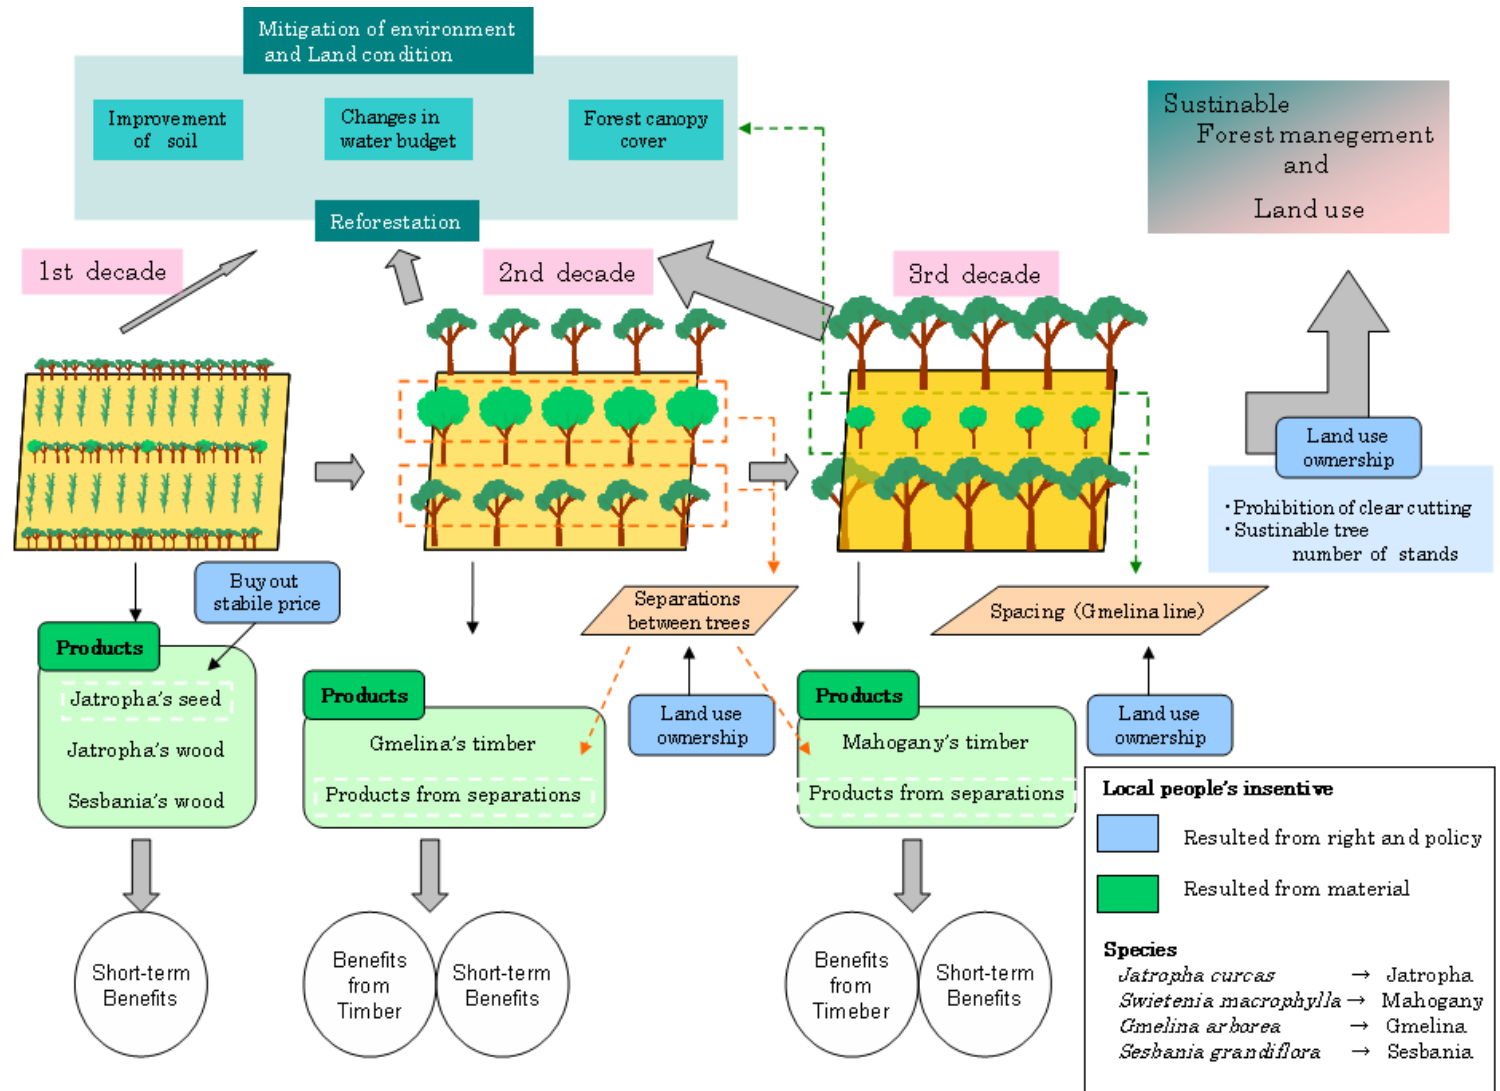 Mitigation of environment
and Land condition
Improvement
of soil
Changes in
water budget
Forest canopy
cover
Reforestation
Sustinable
Forest manegement
and
Land use
1st decade
2nd decade
3rd decade
Land use
ownership
・Prohibition of clear cutting
・Sustinable tree
number of stands
Buy out
stabile price
Separations
between trees
Spacing (Gmelina line)
Products
Jatropha's seed
Jatropha's wood
Sesbania's wood
Products
Gmelina's timber
Products from separations
Land use
ownership
Products
Mahogany's timber
Products from separations
Land use
ownership
Short-term
Benefits
Benefits
from
Timber
Short-term
Benefits
Benefits
from
Timeber
Short-term
Benefits
Local people's insentive
Resulted from right and policy
Resulted from material
Species
Jatropha curcas → Jatropha
Swietenia macrophylla → Mahogany
Gmelina arborea → Gmelina
Sesbania grandiflora → Sesbania